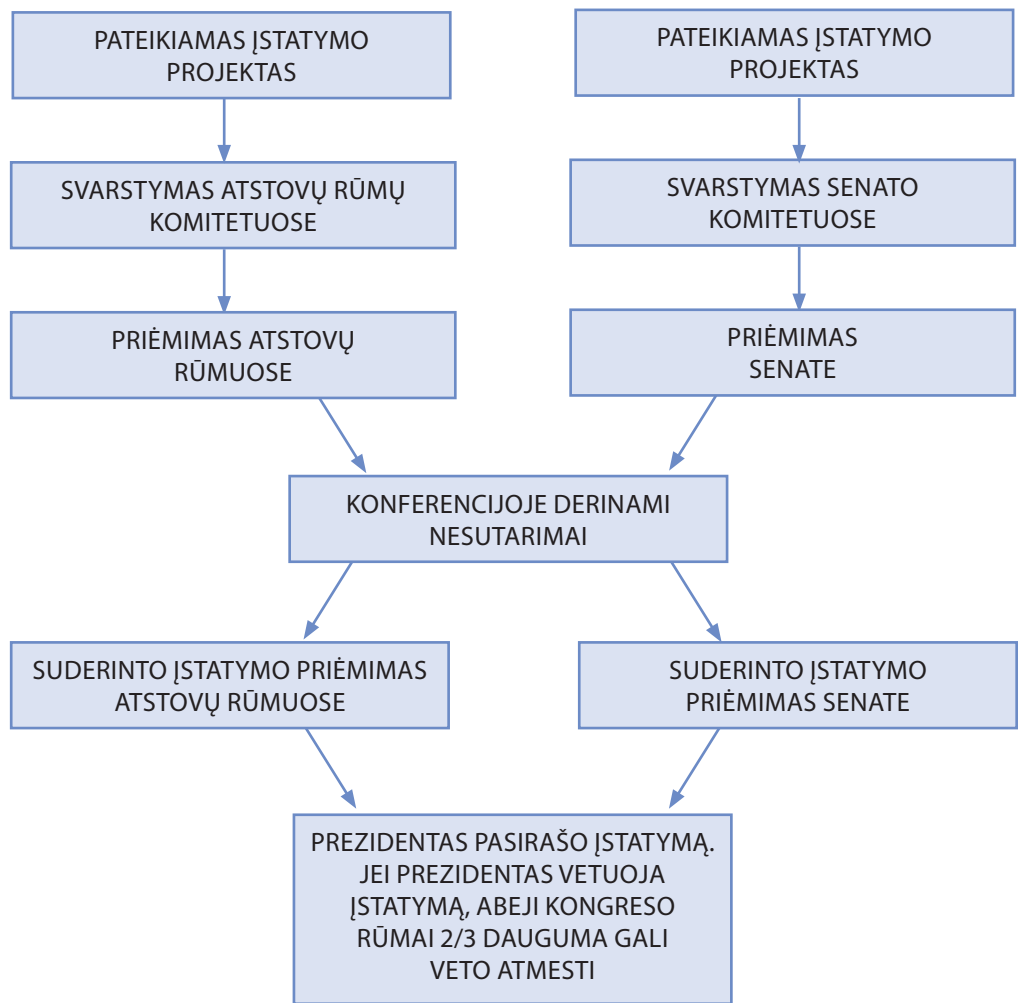 PATEIKIAMAS ĮSTATYMO
PROJEKTAS
PATEIKIAMAS ĮSTATYMO
PROJEKTAS
SVARSTYMAS ATSTOVŲ RŪMŲ
KOMITETUOSE
SVARSTYMAS SENATO
KOMITETUOSE
PRIĖMIMAS ATSTOVŲ
RŪMUOSE
PRIĖMIMAS
SENATE
KONFERENCIJOJE DERINAMI
NESUTARIMAI
SUDERINTO ĮSTATYMO PRIĖMIMAS
ATSTOVŲ RŪMUOSE
SUDERINTO ĮSTATYMO
PRIĖMIMAS SENATE
PREZIDENTAS PASIRAŠO ĮSTATYMĄ.
JEI PREZIDENTAS VETUOJA
ĮSTATYMĄ, ABEJI KONGRESO
RŪMAI 2/3 DAUGUMA GALI
VETO ATMESTI